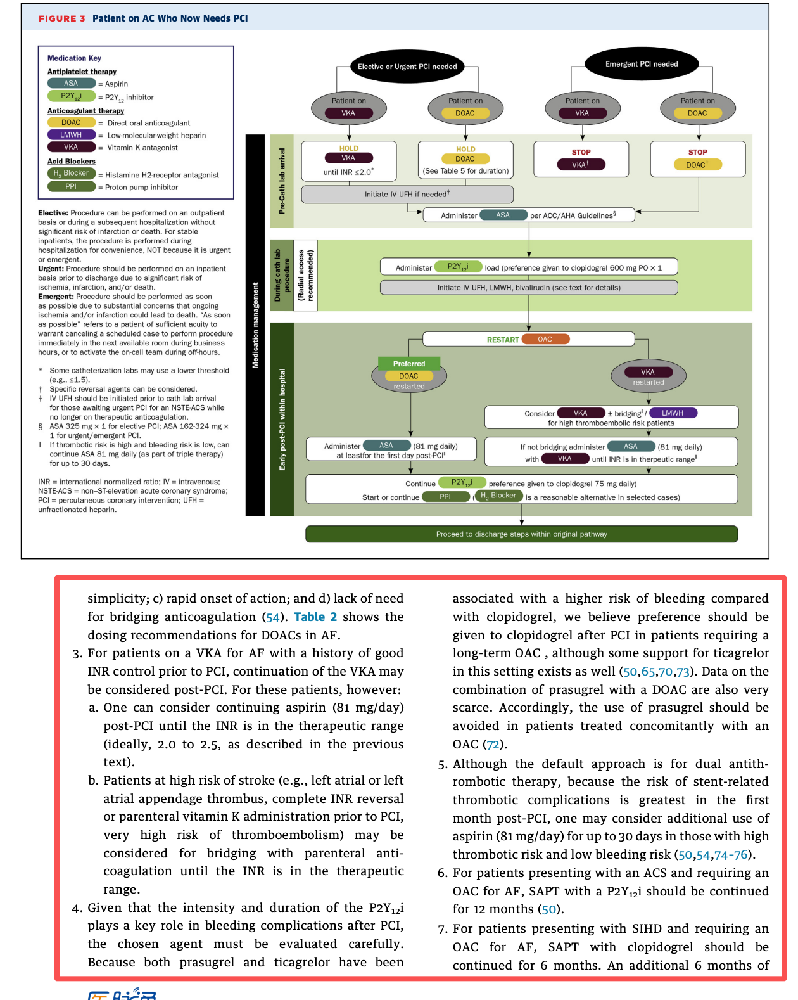 FIGURE 3 Patient on AC Who Now Needs PCI
Medication Key
Antiplatelet therapy
ASA = Aspirin
P2Y12i = P2Y12 inhibitor
Anticoagulant therapy
DOAC = Direct oral anticoagulant
LMWH = Low-molecular-weight heparin
VKA = Vitamin K antagonist
Acid Blockers
H2 Blocker = Histamine H2-receptor antagonist
PPI = Proton pump inhibitor
Elective: Procedure can be performed on an outpatient
basis or during a subsequent hospitalization without
significant risk of infarction or death. For stable
inpatients, the procedure is performed during
hospitalization for convenience, NOT because it is urgent
or emergent.
Urgent: Procedure should be performed on an inpatient
basis prior to discharge due to significant risk of
ischemia, infarction, and/or death.
Emergent: Procedure should be performed as soon
as possible due to substantial concerns that ongoing
ischemia and/or infarction could lead to death. “As soon
as possible” refers to a patient of sufficient acuity to
warrant canceling a scheduled case to perform procedure
immediately in the next available room during business
hours, or to activate the on-call team during off-hours.
* Some catheterization labs may use a lower threshold
(e.g., ≤1.5).
† Specific reversal agents can be considered.
‡ IV UFH should be initiated prior to cath lab arrival
for those awaiting urgent PCI for an NSTE-ACS while
no longer on therapeutic anticoagulation.
§ ASA 325 mg × 1 for elective PCI; ASA 162-324 mg ×
1 for urgent/emergent PCI.
‖ If thrombotic risk is high and bleeding risk is low, can
continue ASA 81 mg daily (as part of triple therapy)
for up to 30 days.
INR = international normalized ratio; IV = intravenous;
NSTE-ACS = non–ST-elevation acute coronary syndrome;
PCI = percutaneous coronary intervention; UFH =
unfractionated heparin.
Elective or Urgent PCI needed
Emergent PCI needed
Patient on
VKA
Patient on
DOAC
Patient on
VKA
Patient on
DOAC
Medication management
Pre-Cath lab arrival
HOLD
VKA
until INR ≤2.0*
HOLD
DOAC
(See Table 5 for duration)
STOP
VKA†
STOP
DOAC†
Initiate IV UFH if needed‡
Administer ASA per ACC/AHA Guidelines§
During cath lab
procedure
(Radial access
recommended)
Administer P2Y12i load (preference given to clopidogrel 600 mg PO × 1
Initiate IV UFH, LMWH, bivalirudin (see text for details)
Early post-PCI within hospital
RESTART OAC
Preferred
DOAC
restarted
VKA
restarted
Consider VKA ± bridging‖/ LMWH
for high thromboembolic risk patients
Administer ASA (81 mg daily)
at leastfor the first day post-PCI‖
If not bridging administer ASA (81 mg daily)
with VKA until INR is in therpeutic range‖
Continue P2Y12i preference given to clopidogrel 75 mg daily)
Start or continue PPI (H2 Blocker is a reasonable alternative in selected cases)
Proceed to discharge steps within original pathway
simplicity; c) rapid onset of action; and d) lack of need
for bridging anticoagulation (54). Table 2 shows the
dosing recommendations for DOACs in AF.
3. For patients on a VKA for AF with a history of good
INR control prior to PCI, continuation of the VKA may
be considered post-PCI. For these patients, however:
a. One can consider continuing aspirin (81 mg/day)
post-PCI until the INR is in the therapeutic range
(ideally, 2.0 to 2.5, as described in the previous
text).
b. Patients at high risk of stroke (e.g., left atrial or left
atrial appendage thrombus, complete INR reversal
or parenteral vitamin K administration prior to PCI,
very high risk of thromboembolism) may be
considered for bridging with parenteral anti-
coagulation until the INR is in the therapeutic
range.
4. Given that the intensity and duration of the P2Y12i
plays a key role in bleeding complications after PCI,
the chosen agent must be evaluated carefully.
Because both prasugrel and ticagrelor have been
associated with a higher risk of bleeding compared
with clopidogrel, we believe preference should be
given to clopidogrel after PCI in patients requiring a
long-term OAC , although some support for ticagrelor
in this setting exists as well (50,65,70,73). Data on the
combination of prasugrel with a DOAC are also very
scarce. Accordingly, the use of prasugrel should be
avoided in patients treated concomitantly with an
OAC (72).
5. Although the default approach is for dual antith-
rombotic therapy, because the risk of stent-related
thrombotic complications is greatest in the first
month post-PCI, one may consider additional use of
aspirin (81 mg/day) for up to 30 days in those with high
thrombotic risk and low bleeding risk (50,54,74-76).
6. For patients presenting with an ACS and requiring an
OAC for AF, SAPT with a P2Y12i should be continued
for 12 months (50).
7. For patients presenting with SIHD and requiring an
OAC for AF, SAPT with clopidogrel should be
continued for 6 months. An additional 6 months of